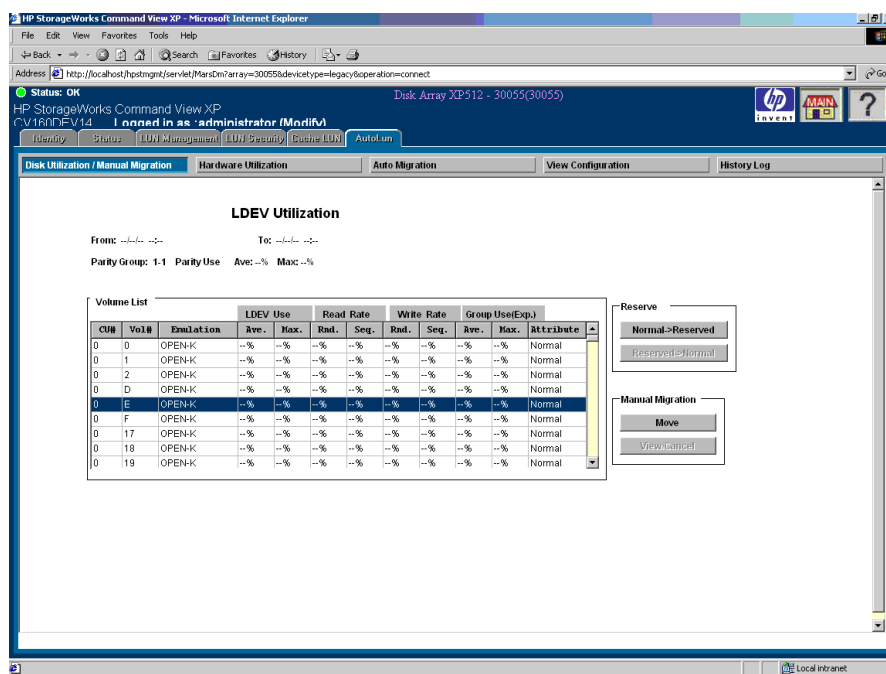 HP StorageWorks Command View XP - Microsoft Internet Explorer
File Edit View Favorites Tools Help
Back Search Favorites History
Address http://localhost/hpstmgmt/servlet/MarsDm?array=30055&devicetype=legacy&operation=connect Go
Status: OK Disk Array XP512 - 30055(30055)
HP StorageWorks Command View XP
CV160DEV14 Logged in as :administrator (Modify)
hp invent MAIN ?
Identity Status LUN Management LUN Security Cache LUN AutoLun
Disk Utilization / Manual Migration Hardware Utilization Auto Migration View Configuration History Log
LDEV Utilization
From: --/--/-- --:-- To: --/--/-- --:--
Parity Group: 1-1 Parity Use Ave: --% Max: --%
Volume List
LDEV Use Read Rate Write Rate Group Use(Exp.)
CU# Vol# Emulation Ave. Max. Rnd. Seq. Rnd. Seq. Ave. Max. Attribute
0 0 OPEN-K --% --% --% --% --% --% --% --% Normal
0 1 OPEN-K --% --% --% --% --% --% --% --% Normal
0 2 OPEN-K --% --% --% --% --% --% --% --% Normal
0 D OPEN-K --% --% --% --% --% --% --% --% Normal
0 E OPEN-K --% --% --% --% --% --% --% --% Normal
0 F OPEN-K --% --% --% --% --% --% --% --% Normal
0 17 OPEN-K --% --% --% --% --% --% --% --% Normal
0 18 OPEN-K --% --% --% --% --% --% --% --% Normal
0 19 OPEN-K --% --% --% --% --% --% --% --% Normal
Reserve
Normal->Reserved
Reserved->Normal
Manual Migration
Move
View/Cancel
Local intranet